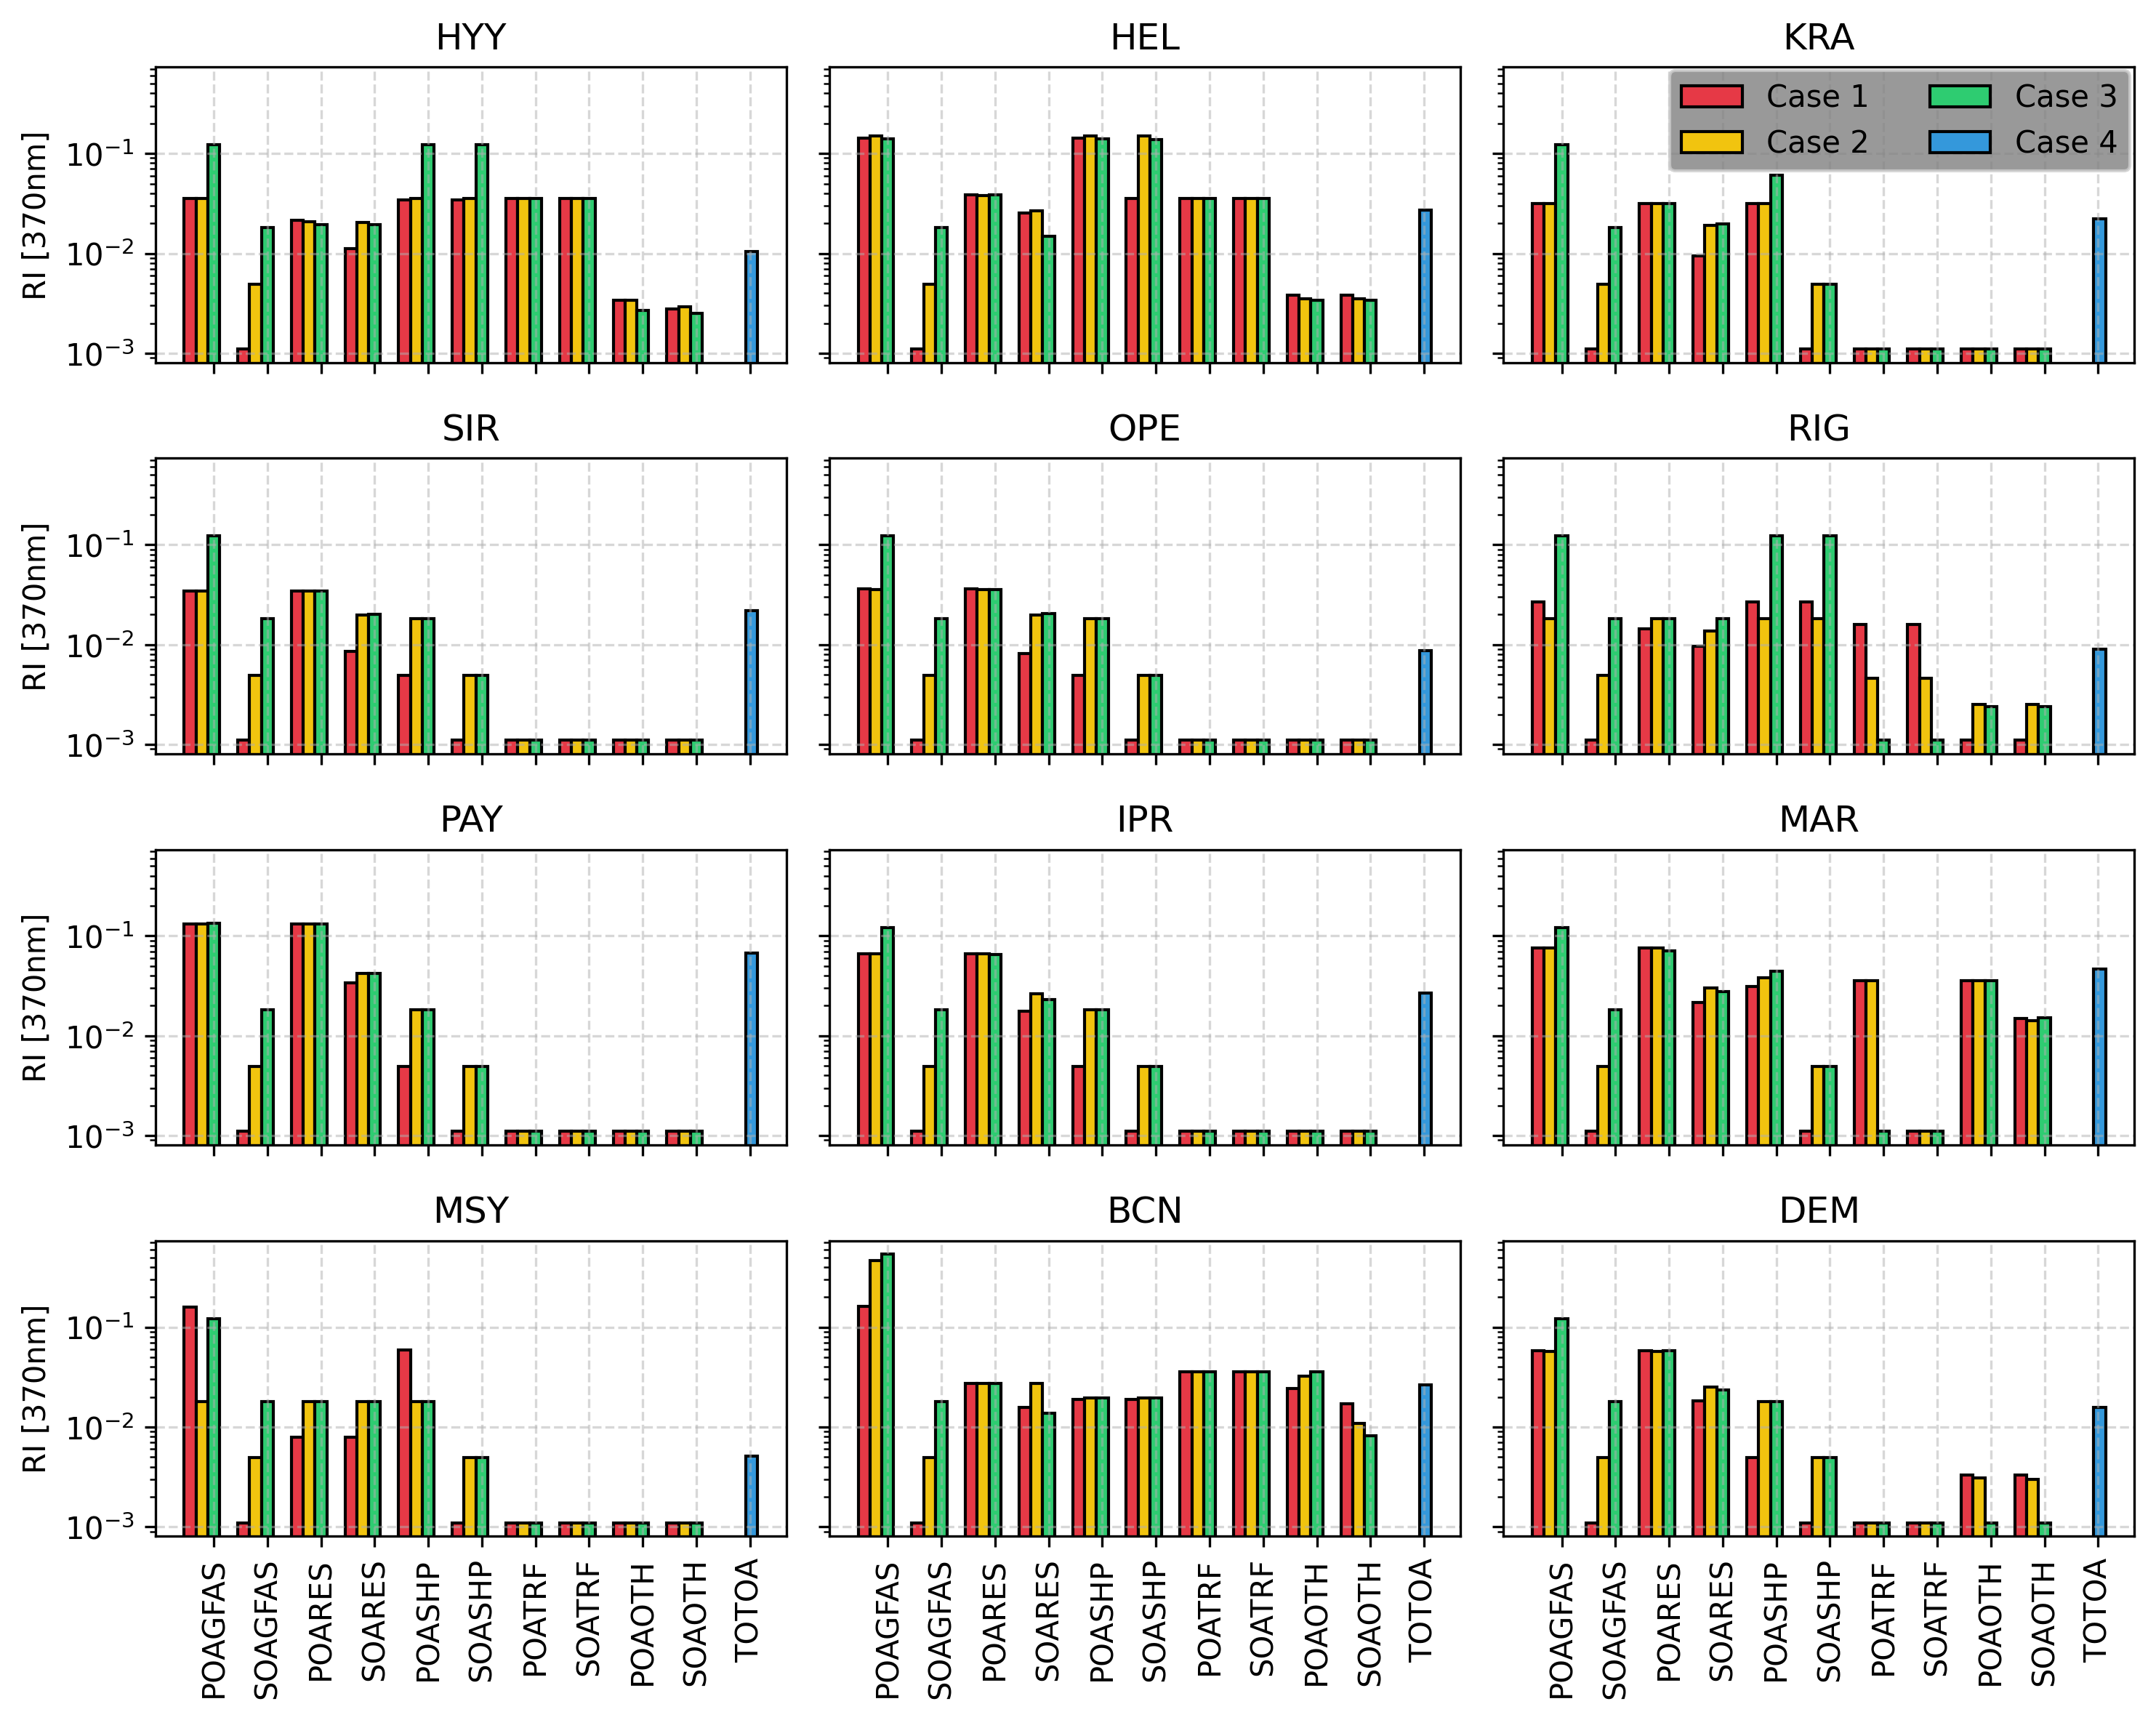 HYY
HEL
KRA
RI [370nm]
10⁻¹
10⁻²
10⁻³
Case 1
Case 3
Case 2
Case 4
SIR
OPE
RIG
RI [370nm]
10⁻¹
10⁻²
10⁻³
PAY
IPR
MAR
RI [370nm]
10⁻¹
10⁻²
10⁻³
MSY
BCN
DEM
RI [370nm]
10⁻¹
10⁻²
10⁻³
POAGFAS
SOAGFAS
POARES
SOARES
POASHP
SOASHP
POATRF
SOATRF
POAOTH
SOAOTH
TOTOA
POAGFAS
SOAGFAS
POARES
SOARES
POASHP
SOASHP
POATRF
SOATRF
POAOTH
SOAOTH
TOTOA
POAGFAS
SOAGFAS
POARES
SOARES
POASHP
SOASHP
POATRF
SOATRF
POAOTH
SOAOTH
TOTOA